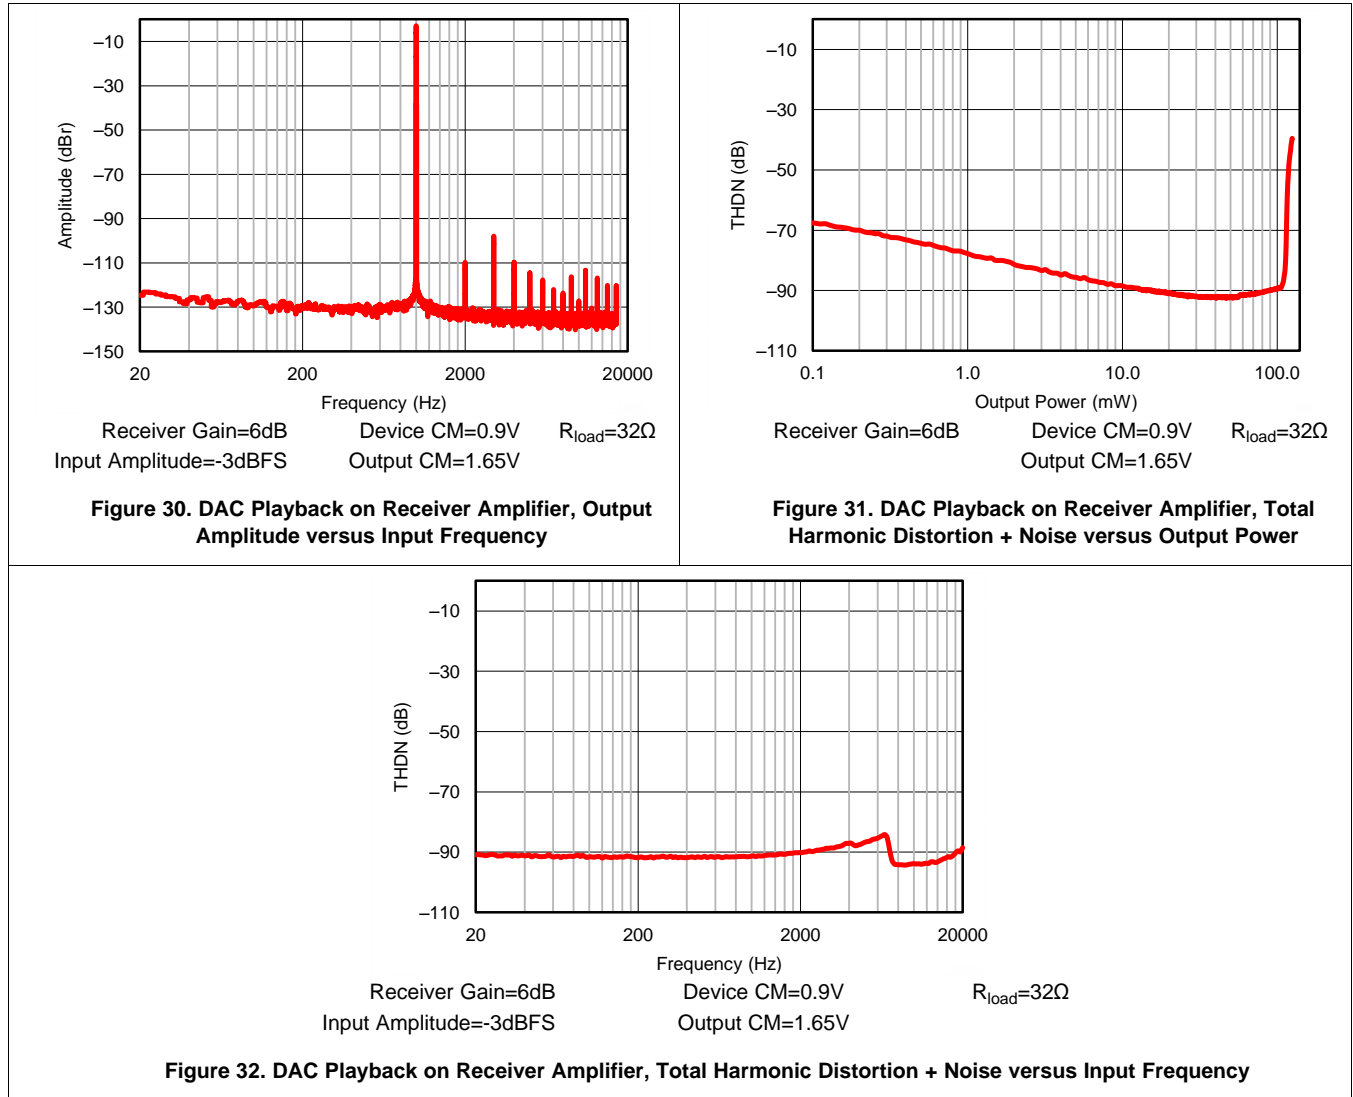 –10
–30
–50
–70
–90
–110
–130
–150
Amplitude (dBr)
20 200 2000 20000
Frequency (Hz)
Receiver Gain=6dB Device CM=0.9V Rload=32Ω
Input Amplitude=-3dBFS Output CM=1.65V
Figure 30. DAC Playback on Receiver Amplifier, Output
Amplitude versus Input Frequency
–10
–30
–50
–70
–90
–110
THDN (dB)
0.1 1.0 10.0 100.0
Output Power (mW)
Receiver Gain=6dB Device CM=0.9V Rload=32Ω
Output CM=1.65V
Figure 31. DAC Playback on Receiver Amplifier, Total
Harmonic Distortion + Noise versus Output Power
–10
–30
–50
–70
–90
–110
THDN (dB)
20 200 2000 20000
Frequency (Hz)
Receiver Gain=6dB Device CM=0.9V Rload=32Ω
Input Amplitude=-3dBFS Output CM=1.65V
Figure 32. DAC Playback on Receiver Amplifier, Total Harmonic Distortion + Noise versus Input Frequency